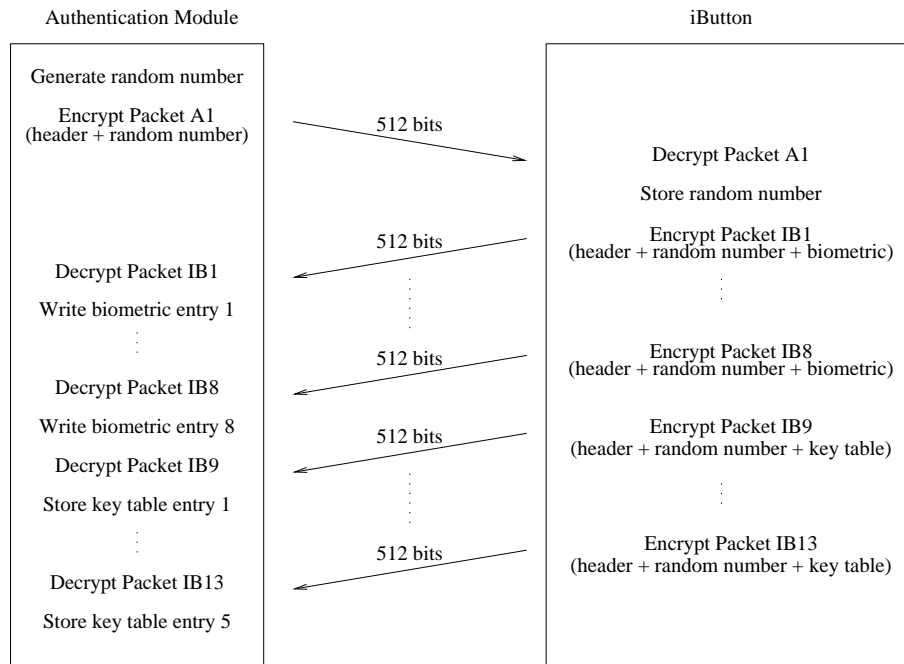 Authentication Module
iButton
Generate random number
Encrypt Packet A1
(header + random number)
512 bits
Decrypt Packet A1
Store random number
512 bits
Encrypt Packet IB1
(header + random number + biometric)
Decrypt Packet IB1
Write biometric entry 1
512 bits
Encrypt Packet IB8
(header + random number + biometric)
Decrypt Packet IB8
Write biometric entry 8
512 bits
Encrypt Packet IB9
(header + random number + key table)
Decrypt Packet IB9
Store key table entry 1
512 bits
Encrypt Packet IB13
(header + random number + key table)
Decrypt Packet IB13
Store key table entry 5